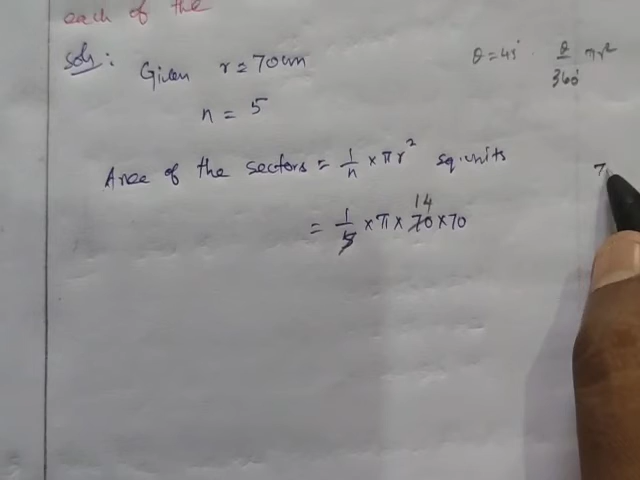 each of the
Soln: Given r = 70cm
θ = 45° . θ/360° πr²
n = 5
Area of the sectors = 1/n × πr² sq.units
7
14
= 1/5 × π × 70 × 70